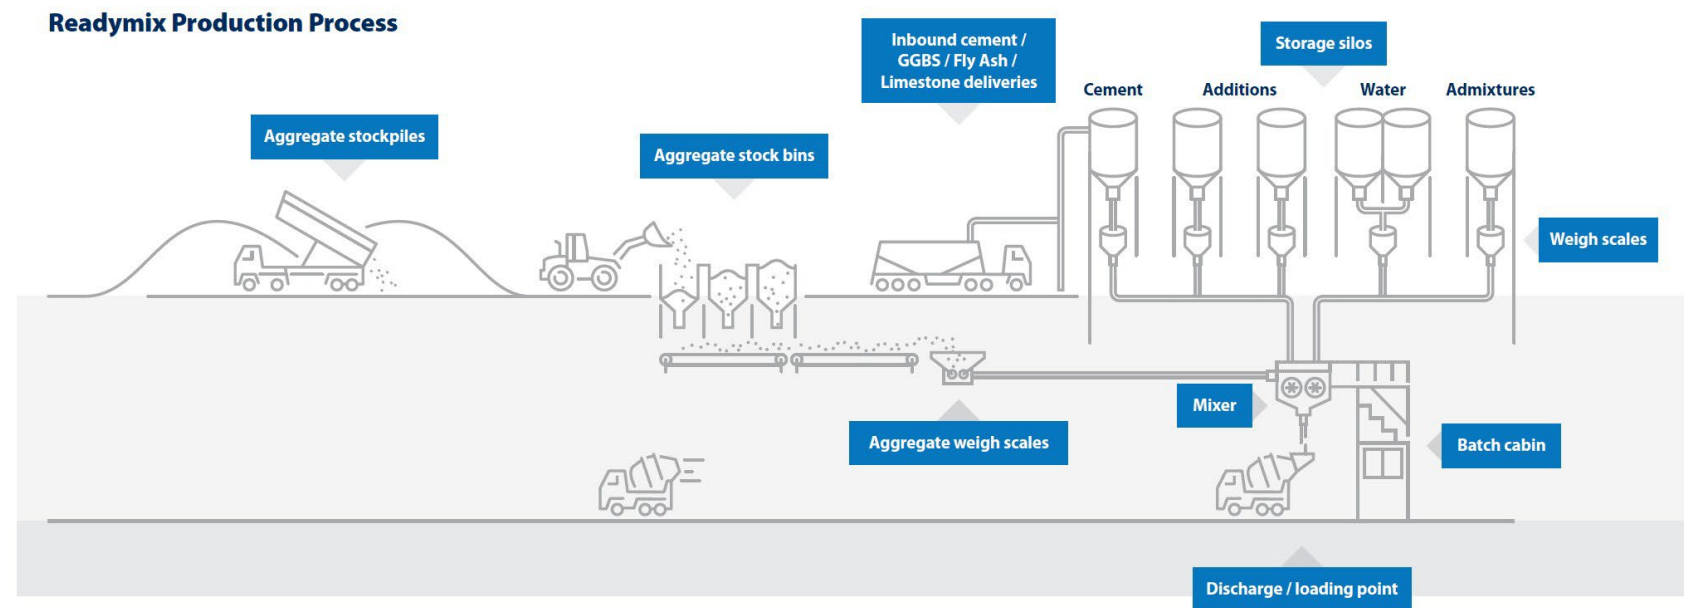 Readymix Production Process
Inbound cement /
GGBS / Fly Ash /
Limestone deliveries
Storage silos
Cement
Additions
Water
Admixtures
Aggregate stockpiles
Aggregate stock bins
Weigh scales
Mixer
Aggregate weigh scales
Batch cabin
Discharge / loading point